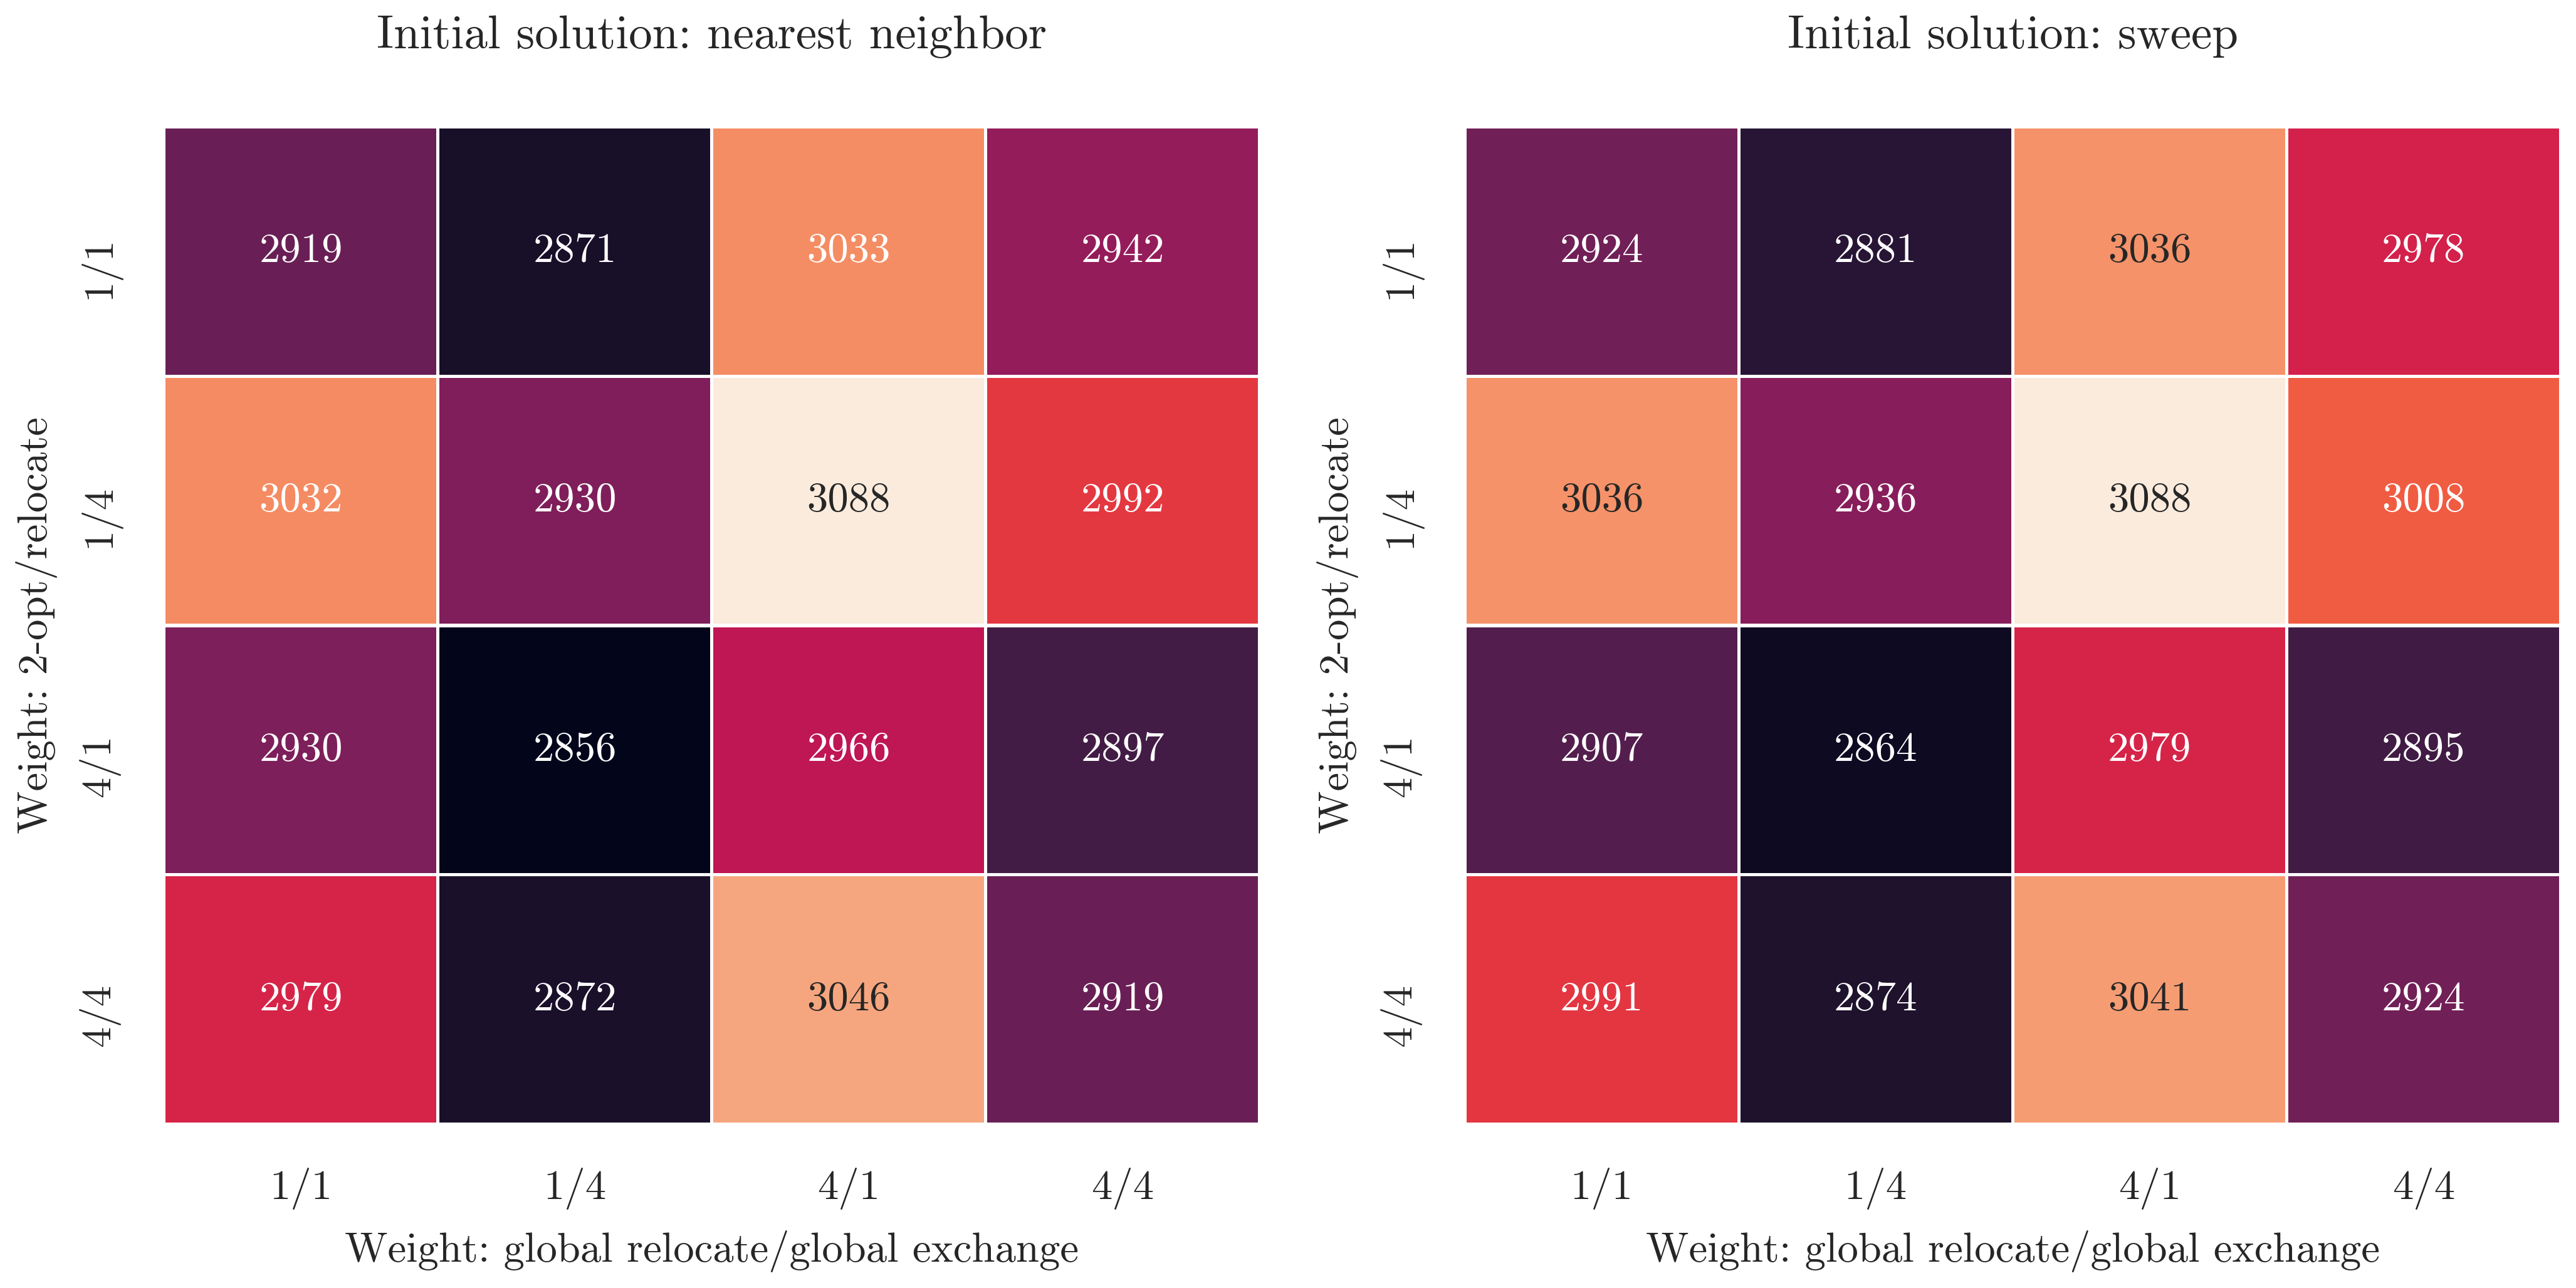 Initial solution: nearest neighbor
Weight: 2-opt/relocate
1/1
2919 2871 3033 2942
1/4
3032 2930 3088 2992
4/1
2930 2856 2966 2897
4/4
2979 2872 3046 2919
1/1 1/4 4/1 4/4
Weight: global relocate/global exchange
Initial solution: sweep
Weight: 2-opt/relocate
1/1
2924 2881 3036 2978
1/4
3036 2936 3088 3008
4/1
2907 2864 2979 2895
4/4
2991 2874 3041 2924
1/1 1/4 4/1 4/4
Weight: global relocate/global exchange